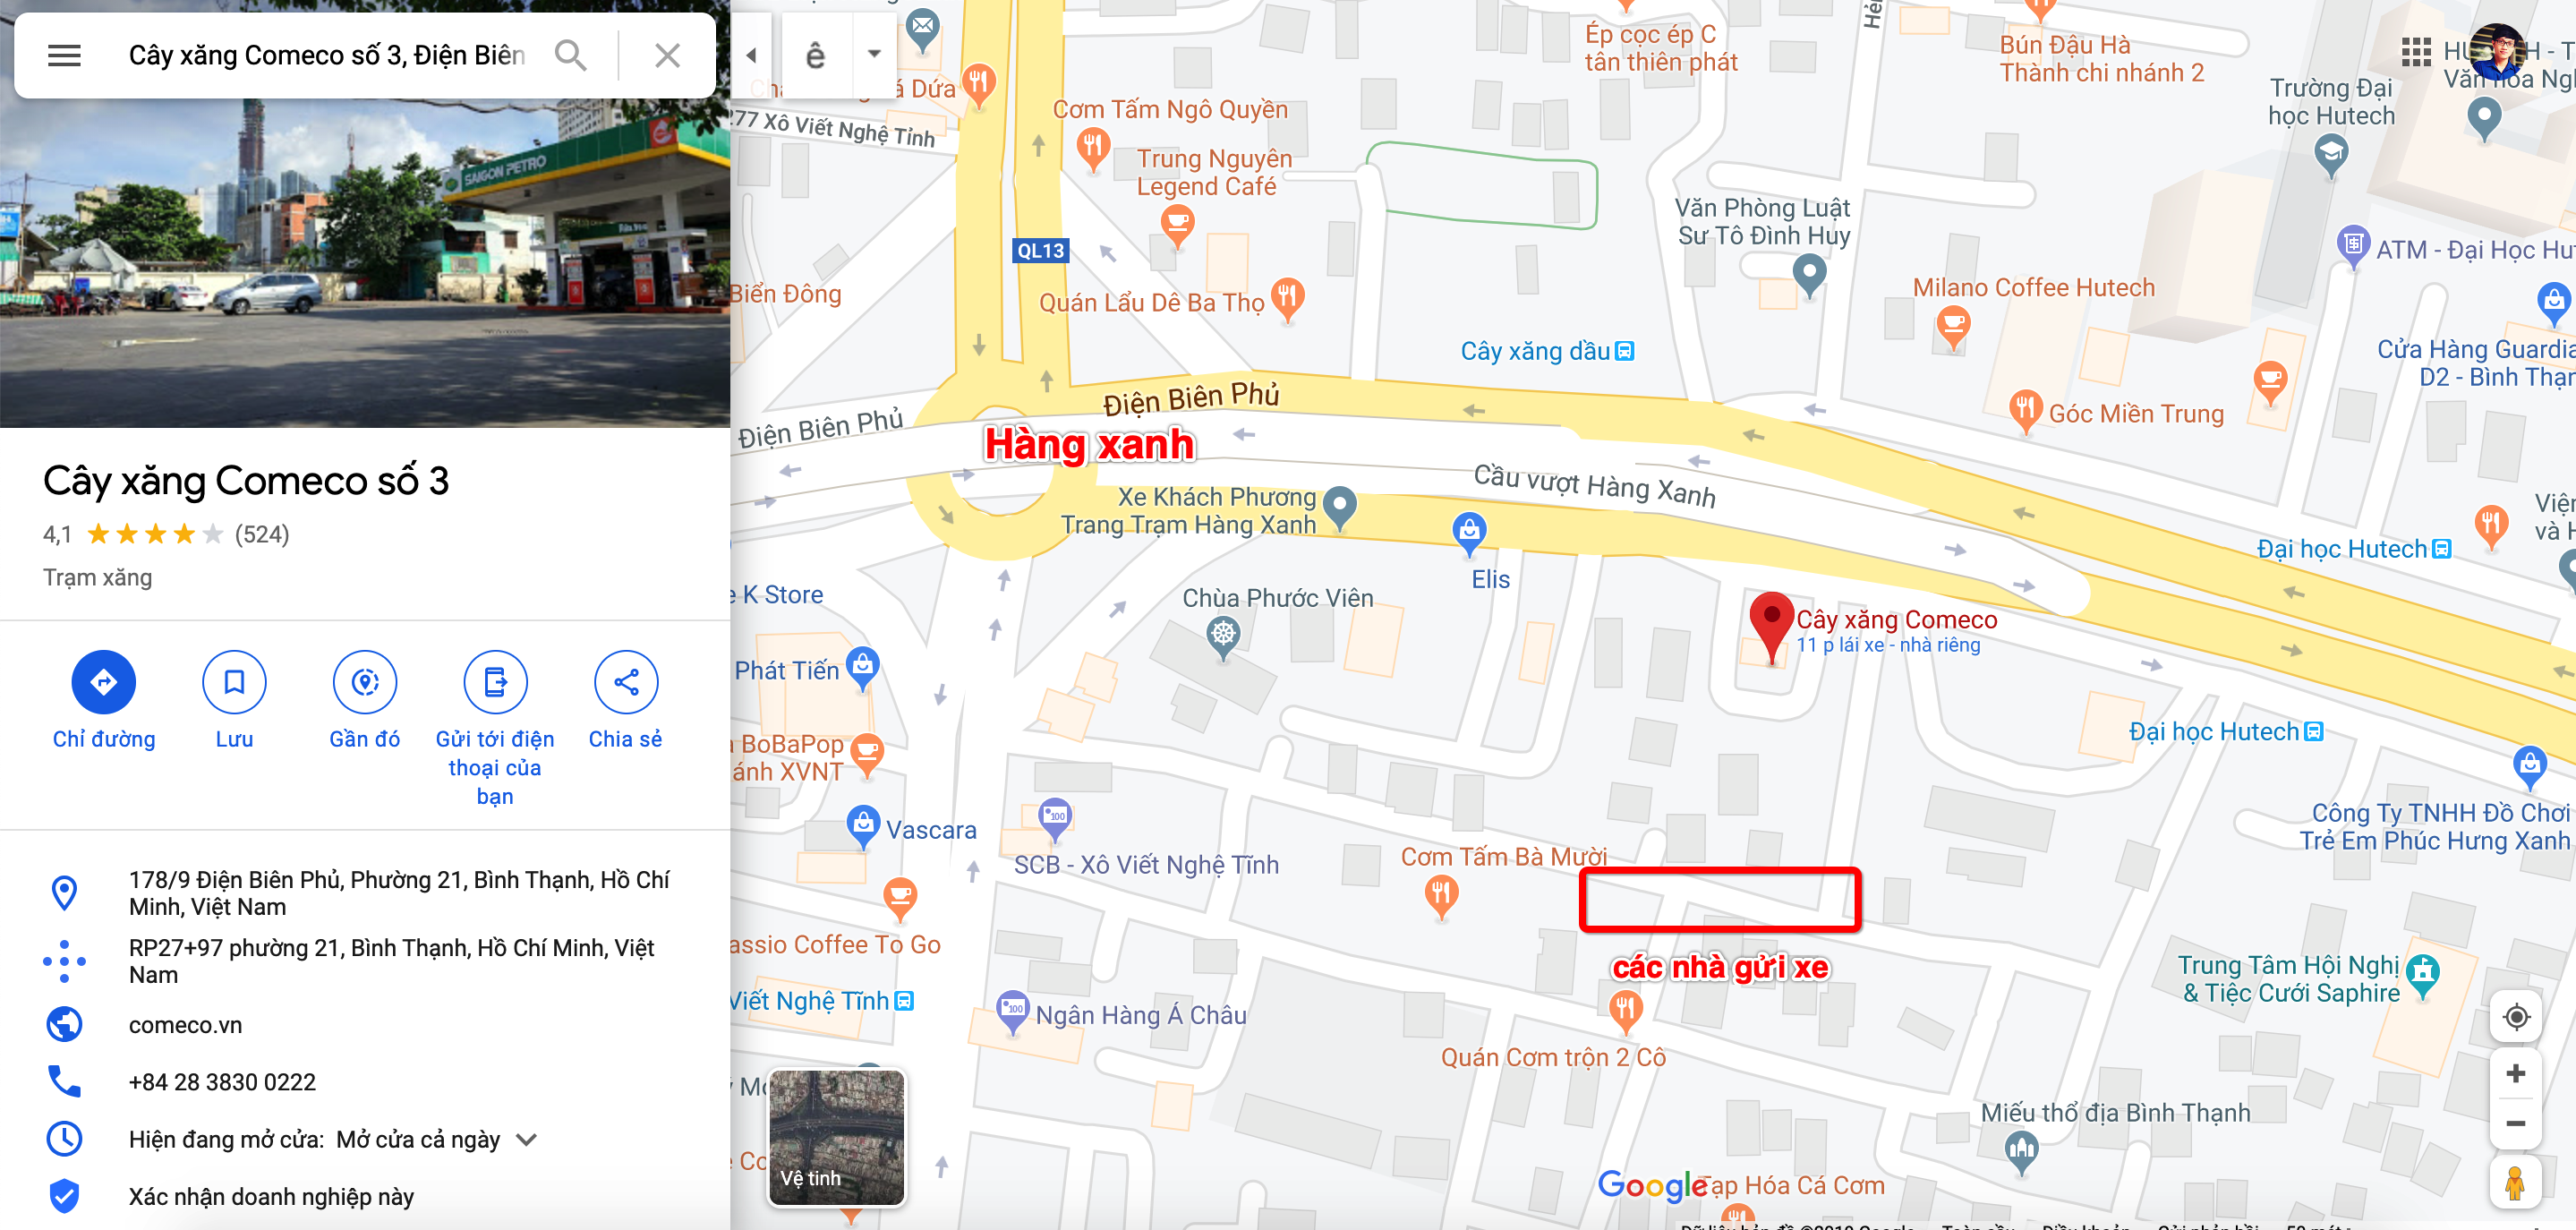 Cây xăng Comeco số 3, Điện Biên
SAIGON PETRO
Cây xăng Comeco số 3
4,1
(524)
Trạm xăng
Chỉ đường
Lưu
Gần đó
Gửi tới điện
thoại của
bạn
Chia sẻ
178/9 Điện Biên Phủ, Phường 21, Bình Thạnh, Hồ Chí
Minh, Việt Nam
RP27+97 phường 21, Bình Thạnh, Hồ Chí Minh, Việt
Nam
comeco.vn
+84 28 3830 0222
Hiện đang mở cửa: Mở cửa cả ngày
Xác nhận doanh nghiệp này
ê
á Dừa
277 Xô Viết Nghệ Tĩnh
Cơm Tấm Ngô Quyền
Trung Nguyên
Legend Café
QL13
Biển Đông
Quán Lẩu Dê Ba Thọ
Ép cọc ép C
tân thiên phát
Bún Đậu Hà
Thành chi nhánh 2
Trường Đại
học Hutech
Văn Phòng Luật
Sư Tô Đình Huy
ATM - Đại Học Hut
Milano Coffee Hutech
Cây xăng dầu
Cửa Hàng Guardia
D2 - Bình Thạn
Góc Miền Trung
Điện Biên Phủ
Điện Biên Phủ
Hàng xanh
Cầu vượt Hàng Xanh
Xe Khách Phương
Trang Trạm Hàng Xanh
Elis
Đại học Hutech
Viện
và H
K Store
Chùa Phước Viên
Cây xăng Comeco
11 p lái xe - nhà riêng
Phát Tiến
Đại học Hutech
BoBaPop
ánh XVNT
Vascara
SCB - Xô Viết Nghệ Tĩnh
Cơm Tấm Bà Mười
Công Ty TNHH Đồ Chơi
Trẻ Em Phúc Hưng Xanh
assio Coffee To Go
các nhà gửi xe
Trung Tâm Hội Nghị
& Tiệc Cưới Saphire
Viết Nghệ Tĩnh
Ngân Hàng Á Châu
100
100
Quán Cơm trộn 2 Cô
Miếu thổ địa Bình Thạnh
Vệ tinh
Google
Tạp Hóa Cá Cơm